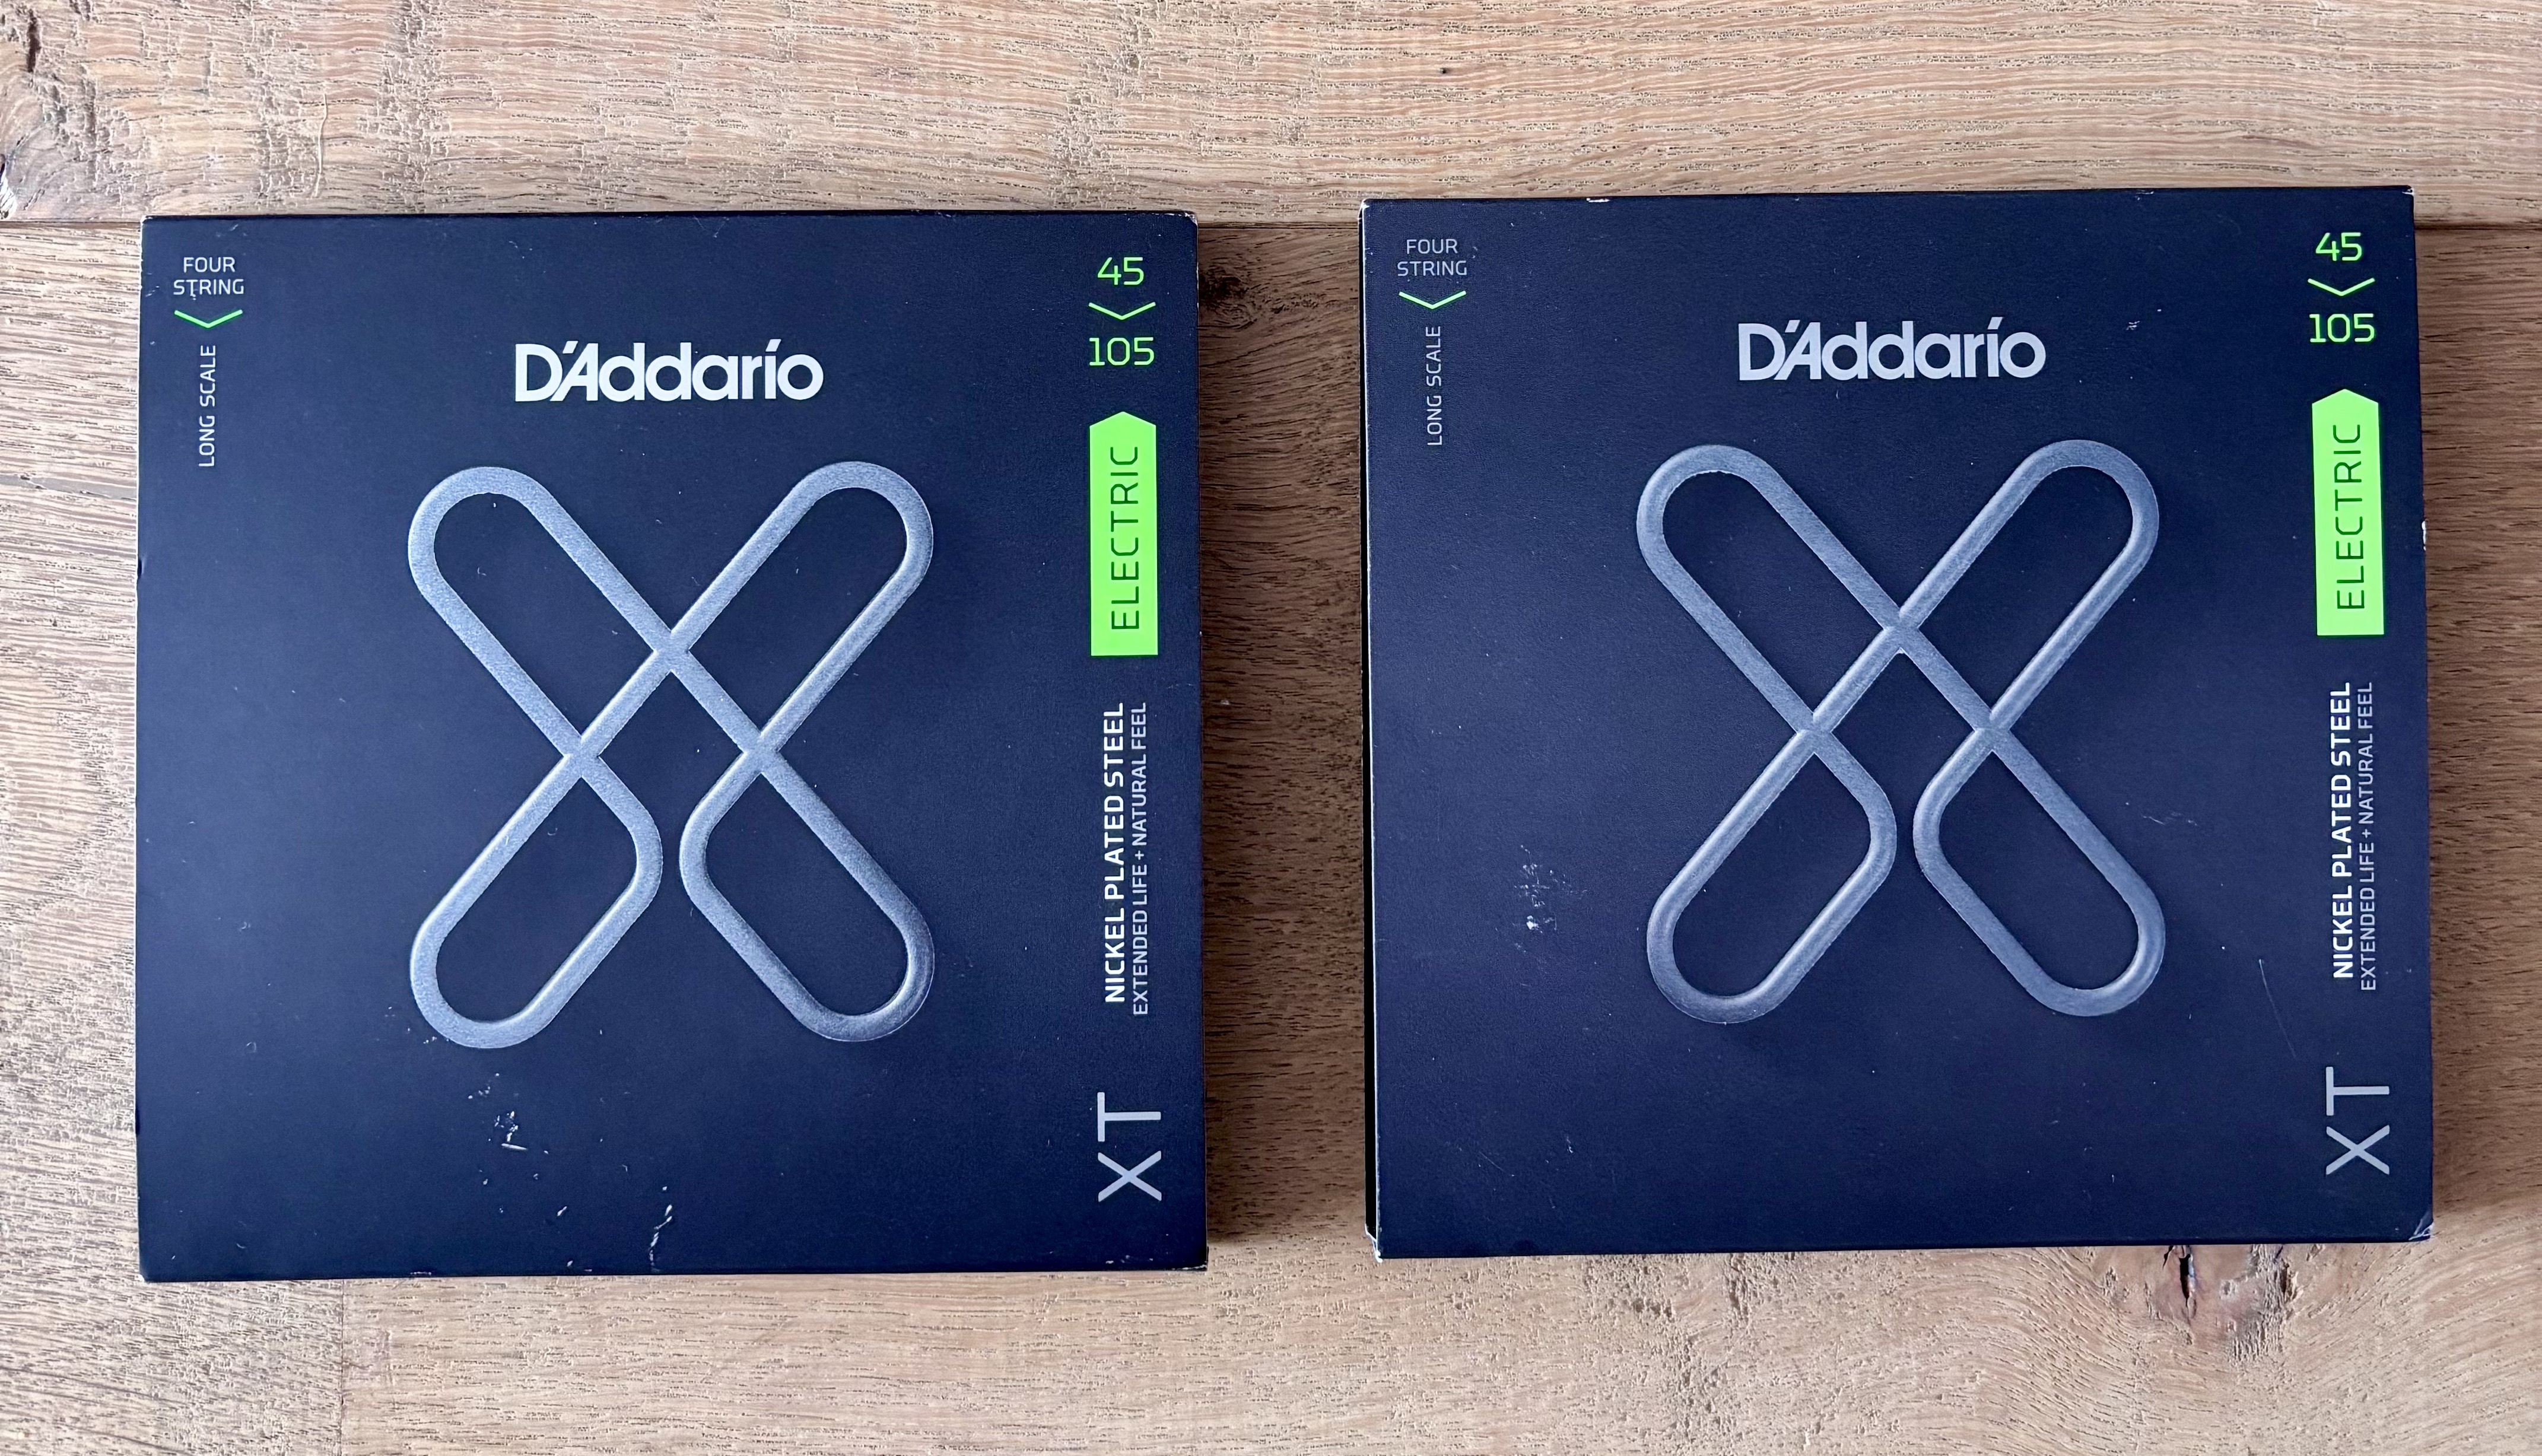 FOUR
STRING
LONG SCALE
D'Addario
45
105
ELECTRIC
NICKEL PLATED STEEL
EXTENDED LIFE + NATURAL FEEL
XT
FOUR
STRING
LONG SCALE
D'Addario
45
105
ELECTRIC
NICKEL PLATED STEEL
EXTENDED LIFE + NATURAL FEEL
XT